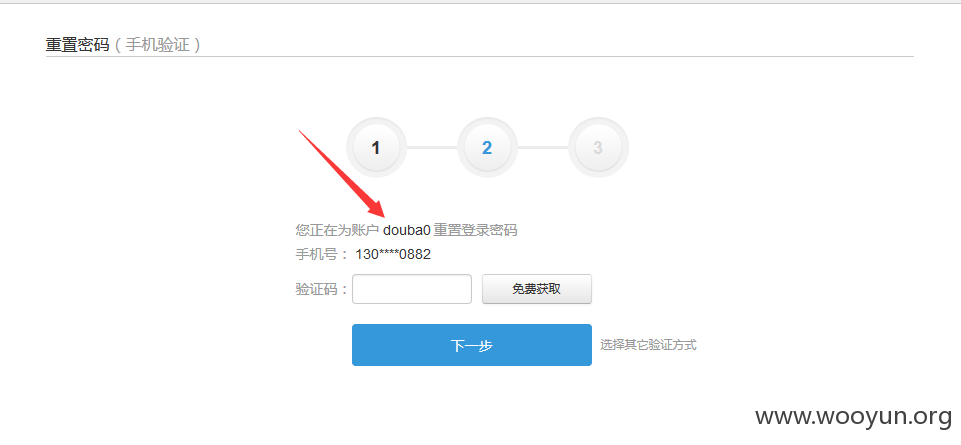 重置密码（手机验证）
1 2 3
您正在为账户 douba0 重置登录密码
手机号： 130****0882
验证码： 免费获取
下一步 选择其它验证方式
www.wooyun.org